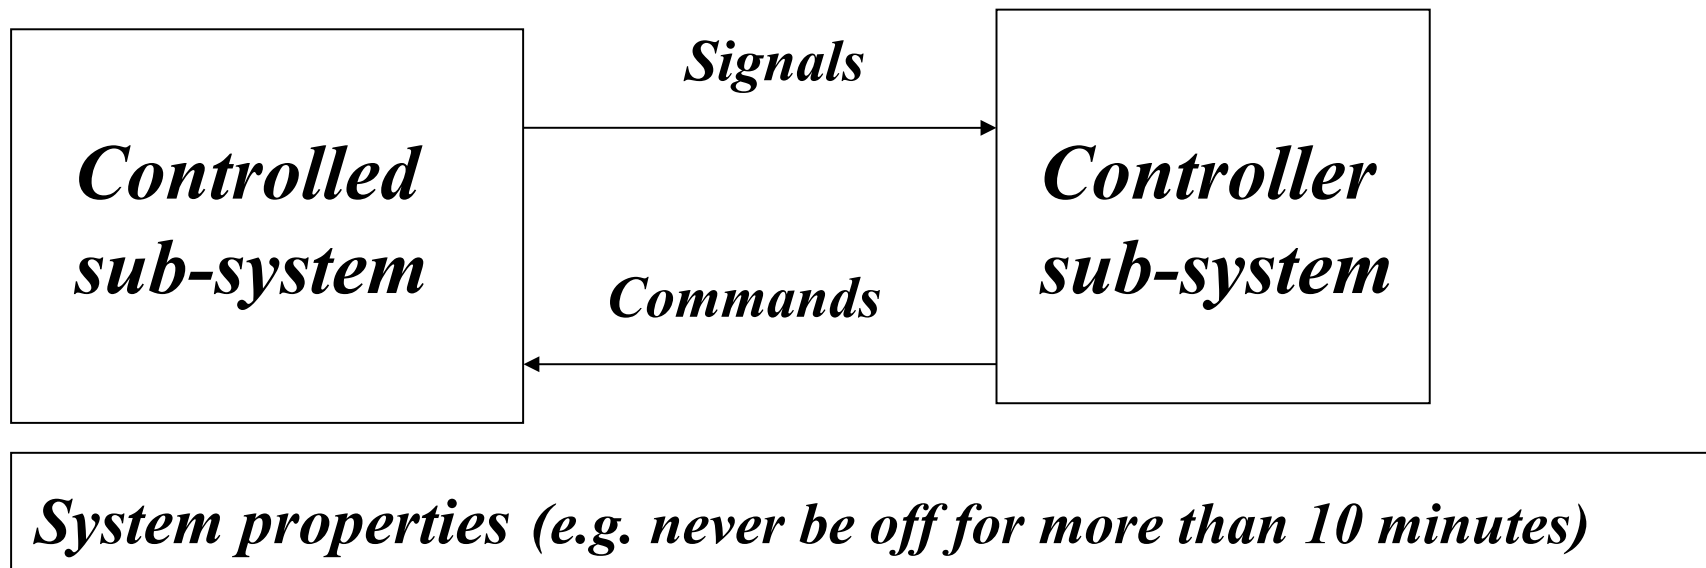 Signals
Controlled
sub-system
Controller
sub-system
Commands
System properties (e.g. never be off for more than 10 minutes)